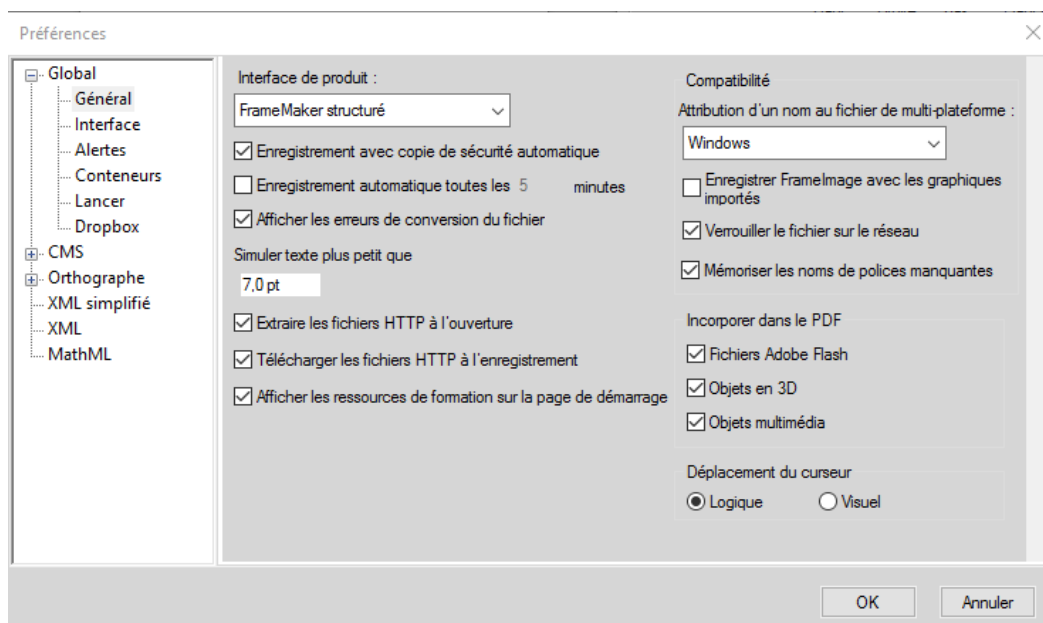 Préférences
Global
Général
Interface
Alertes
Conteneurs
Lancer
Dropbox
CMS
Orthographe
XML simplifié
XML
MathML
Interface de produit :
FrameMaker structuré
Enregistrement avec copie de sécurité automatique
Enregistrement automatique toutes les 5 minutes
Afficher les erreurs de conversion du fichier
Simuler texte plus petit que
7,0 pt
Extraire les fichiers HTTP à l'ouverture
Télécharger les fichiers HTTP à l'enregistrement
Afficher les ressources de formation sur la page de démarrage
Compatibilité
Attribution d'un nom au fichier de multi-plateforme :
Windows
Enregistrer FrameImage avec les graphiques
importés
Verrouiller le fichier sur le réseau
Mémoriser les noms de polices manquantes
Incorporer dans le PDF
Fichiers Adobe Flash
Objets en 3D
Objets multimédia
Déplacement du curseur
Logique
Visuel
OK
Annuler